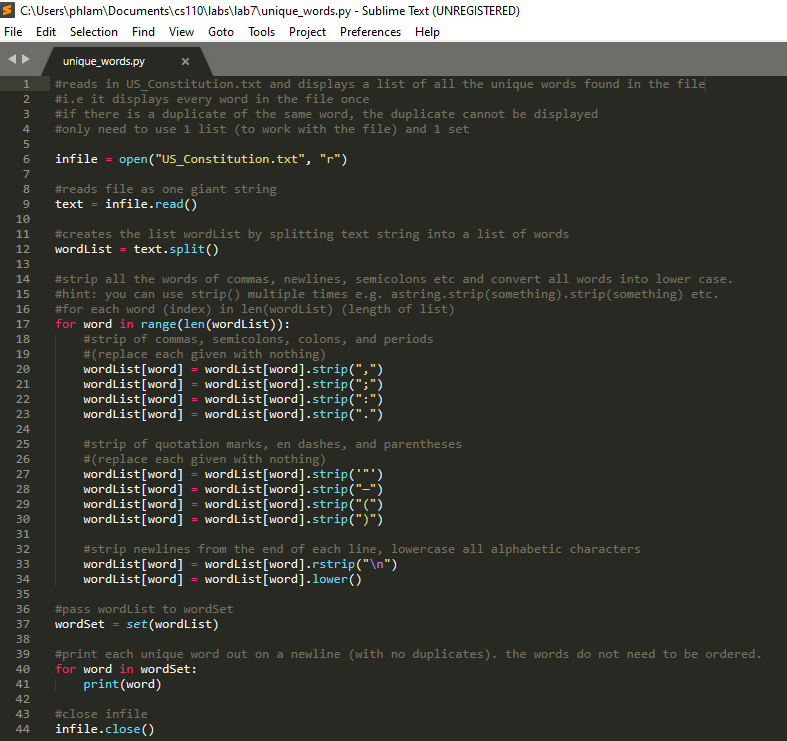 C:\Users\phlam\Documents\cs110\labs\lab7\unique_words.py - Sublime Text (UNREGISTERED)
File Edit Selection Find View Goto Tools Project Preferences Help
unique_words.py ×
1 #reads in US_Constitution.txt and displays a list of all the unique words found in the file
2 #i.e it displays every word in the file once
3 #if there is a duplicate of the same word, the duplicate cannot be displayed
4 #only need to use 1 list (to work with the file) and 1 set
5
6 infile = open("US_Constitution.txt", "r")
7
8 #reads file as one giant string
9 text = infile.read()
10
11 #creates the list wordList by splitting text string into a list of words
12 wordList = text.split()
13
14 #strip all the words of commas, newlines, semicolons etc and convert all words into lower case.
15 #hint: you can use strip() multiple times e.g. astring.strip(something).strip(something) etc.
16 #for each word (index) in len(wordList) (length of list)
17 for word in range(len(wordList)):
18     #strip of commas, semicolons, colons, and periods
19     #(replace each given with nothing)
20     wordList[word] = wordList[word].strip(",")
21     wordList[word] = wordList[word].strip(";")
22     wordList[word] = wordList[word].strip(":")
23     wordList[word] = wordList[word].strip(".")
24
25     #strip of quotation marks, en dashes, and parentheses
26     #(replace each given with nothing)
27     wordList[word] = wordList[word].strip('"')
28     wordList[word] = wordList[word].strip("—")
29     wordList[word] = wordList[word].strip("(")
30     wordList[word] = wordList[word].strip(")")
31
32     #strip newlines from the end of each line, lowercase all alphabetic characters
33     wordList[word] = wordList[word].rstrip("\n")
34     wordList[word] = wordList[word].lower()
35
36 #pass wordList to wordSet
37 wordSet = set(wordList)
38
39 #print each unique word out on a newline (with no duplicates). the words do not need to be ordered.
40 for word in wordSet:
41     print(word)
42
43 #close infile
44 infile.close()